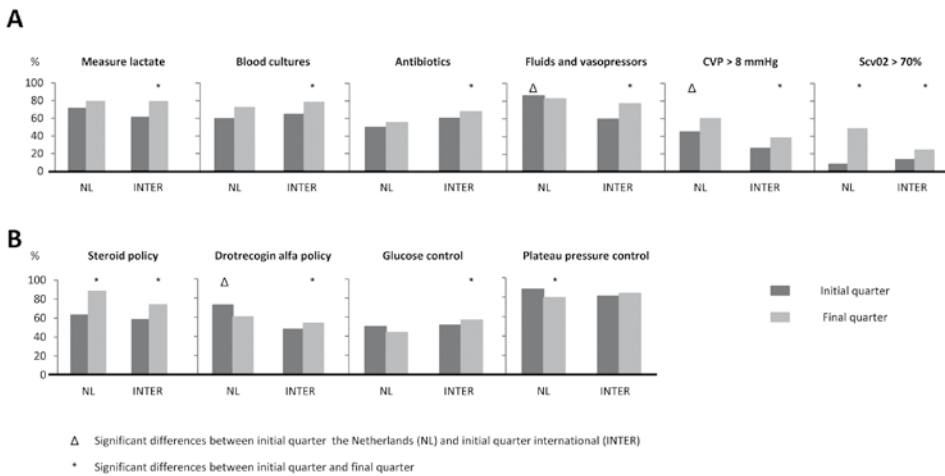 A
% Measure lactate Blood cultures Antibiotics Fluids and vasopressors CVP > 8 mmHg Scv02 > 70%
100
80
60
40
20
0
* * * Δ * Δ * * *
NL INTER NL INTER NL INTER NL INTER NL INTER NL INTER
B
% Steroid policy Drotrecogin alfa policy Glucose control Plateau pressure control
100
80
60
40
20
0
* * Δ * * *
NL INTER NL INTER NL INTER NL INTER
Initial quarter
Final quarter
Δ Significant differences between initial quarter the Netherlands (NL) and initial quarter international (INTER)
* Significant differences between initial quarter and final quarter